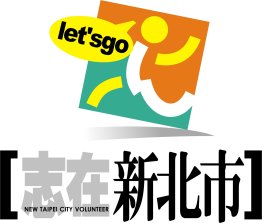 let'sgo
[志在新北市]
NEW TAIPEI CITY VOLUNTEER